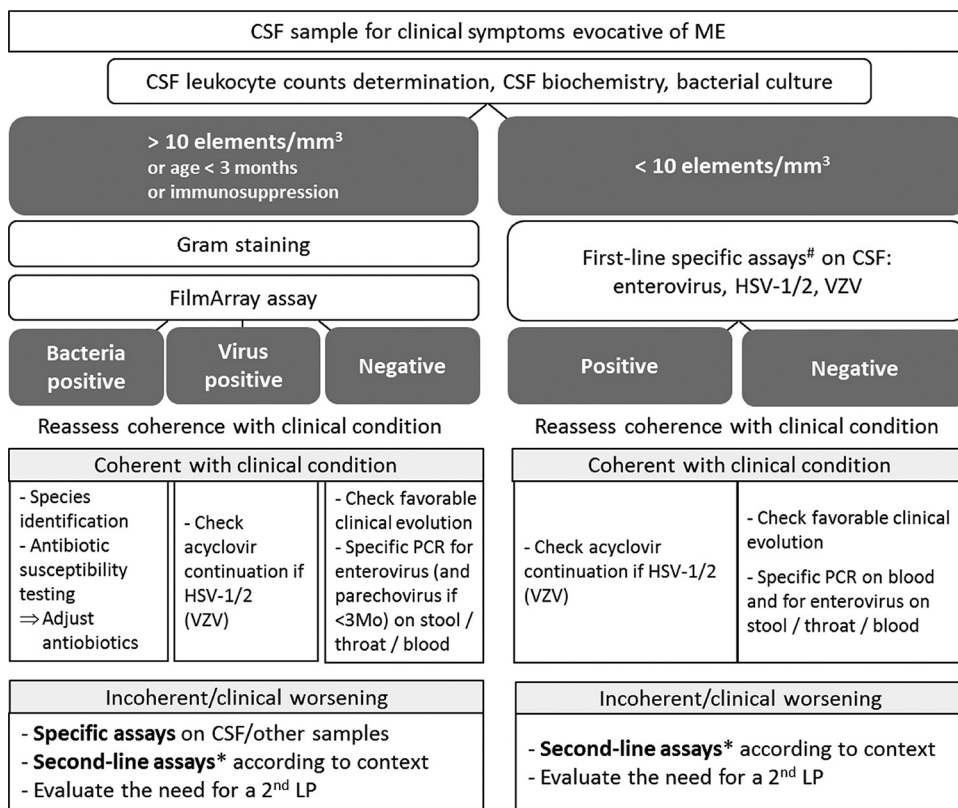 CSF sample for clinical symptoms evocative of ME
CSF leukocyte counts determination, CSF biochemistry, bacterial culture
> 10 elements/mm³
or age < 3 months
or immunosuppression
< 10 elements/mm³
Gram staining
FilmArray assay
First-line specific assays# on CSF:
enterovirus, HSV-1/2, VZV
Bacteria
positive
Virus
positive
Negative
Positive
Negative
Reassess coherence with clinical condition
Reassess coherence with clinical condition
Coherent with clinical condition
- Species
identification
- Antibiotic
susceptibility
testing
⇒ Adjust
antiobiotics
- Check
acyclovir
continuation if
HSV-1/2
(VZV)
- Check favorable
clinical evolution
- Specific PCR for
enterovirus (and
parechovirus if
<3Mo) on stool /
throat / blood
Coherent with clinical condition
- Check acyclovir
continuation if HSV-1/2
(VZV)
- Check favorable clinical
evolution
- Specific PCR on blood
and for enterovirus on
stool / throat / blood
Incoherent/clinical worsening
- Specific assays on CSF/other samples
- Second-line assays* according to context
- Evaluate the need for a 2nd LP
Incoherent/clinical worsening
- Second-line assays* according to context
- Evaluate the need for a 2nd LP